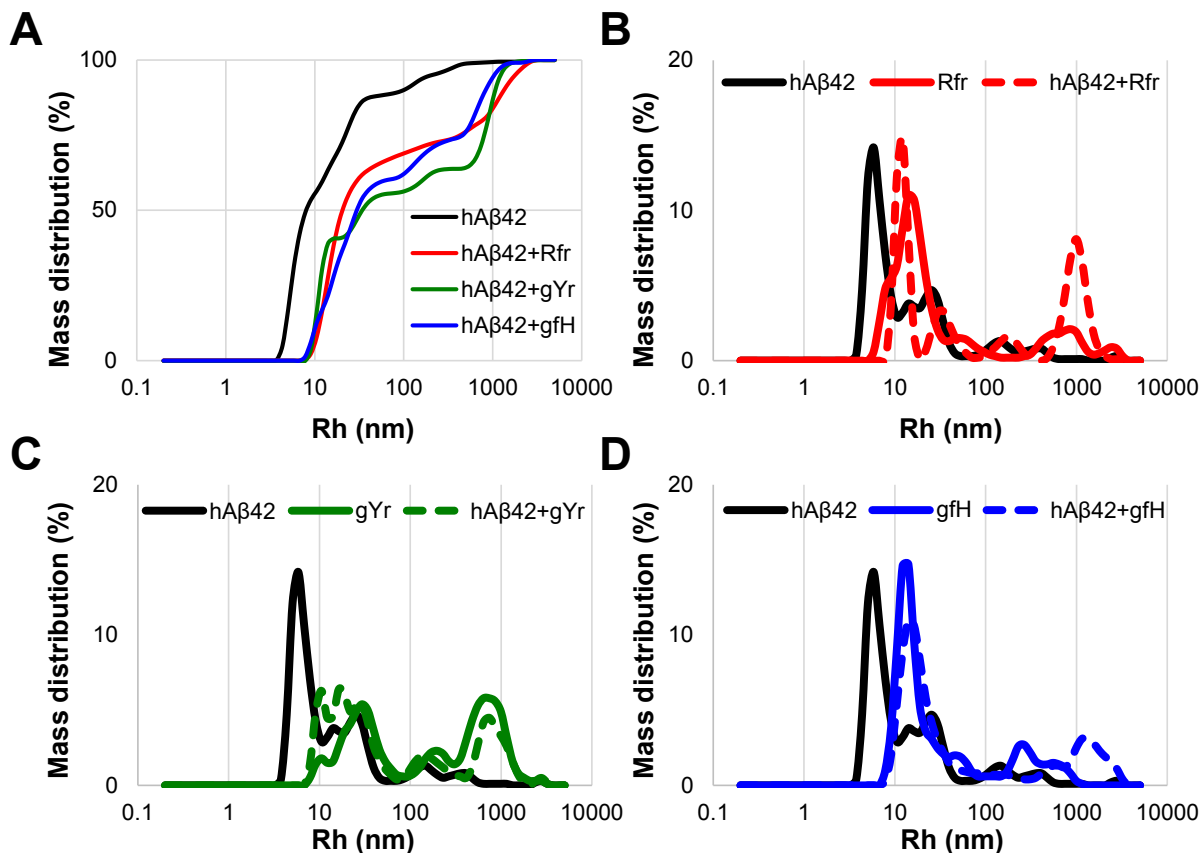 A
Mass distribution (%)
100
50
0
hAβ42
hAβ42+Rfr
hAβ42+gYr
hAβ42+gfH
0.1 1 10 100 1000 10000
Rh (nm)
B
Mass distribution (%)
20
10
0
hAβ42 Rfr hAβ42+Rfr
0.1 1 10 100 1000 10000
Rh (nm)
C
Mass distribution (%)
20
10
0
hAβ42 gYr hAβ42+gYr
0.1 1 10 100 1000 10000
Rh (nm)
D
Mass distribution (%)
20
10
0
hAβ42 gfH hAβ42+gfH
0.1 1 10 100 1000 10000
Rh (nm)